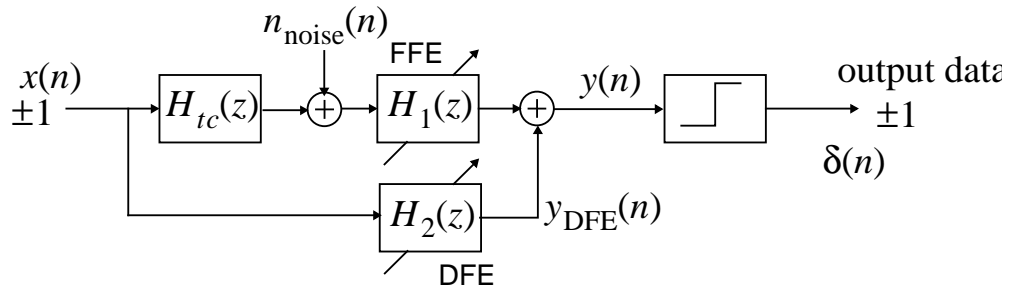 n_noise(n)
FFE
x(n)
±1
H_tc(z)
+
H_1(z)
+
y(n)
output data
±1
δ(n)
H_2(z)
y_DFE(n)
DFE